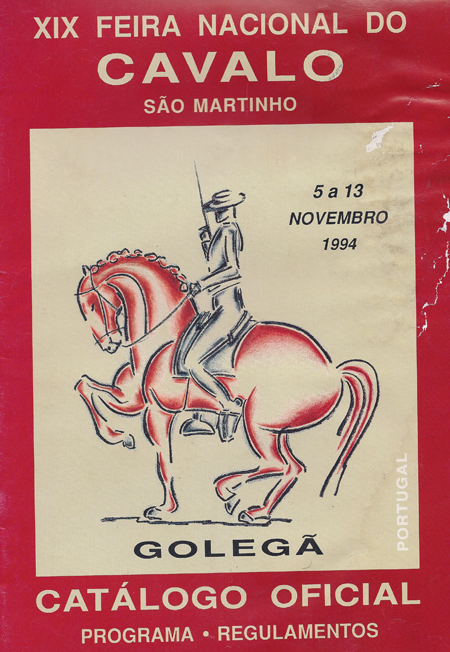 XIX FEIRA NACIONAL DO
CAVALO
SÃO MARTINHO
5 a 13
NOVEMBRO
1994
PORTUGAL
GOLEGÃ
CATÁLOGO OFICIAL
PROGRAMA • REGULAMENTOS